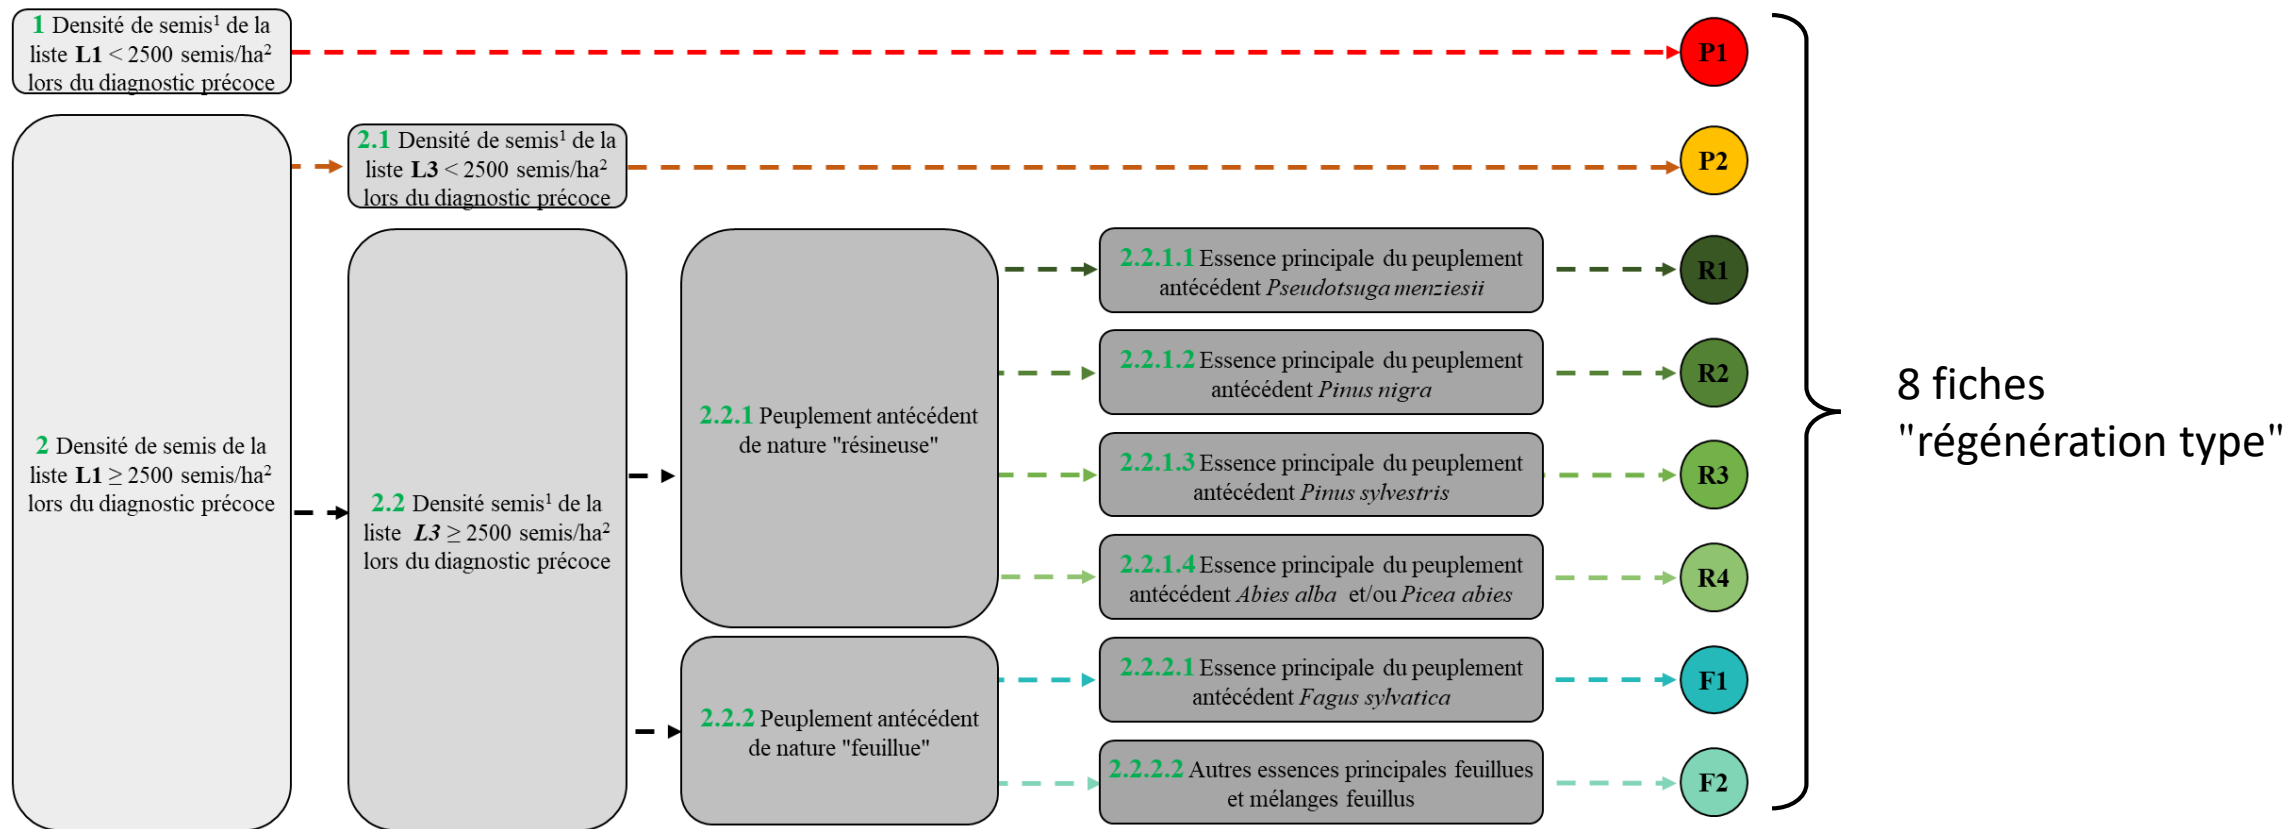 1 Densité de semis¹ de la
liste L1 < 2500 semis/ha²
lors du diagnostic précoce
P1
2 Densité de semis de la
liste L1 ≥ 2500 semis/ha²
lors du diagnostic précoce
2.1 Densité de semis¹ de la
liste L3 < 2500 semis/ha²
lors du diagnostic précoce
P2
2.2 Densité semis¹ de la
liste L3 ≥ 2500 semis/ha²
lors du diagnostic précoce
2.2.1 Peuplement antécédent
de nature "résineuse"
2.2.1.1 Essence principale du peuplement
antécédent Pseudotsuga menziesii
R1
2.2.1.2 Essence principale du peuplement
antécédent Pinus nigra
R2
2.2.1.3 Essence principale du peuplement
antécédent Pinus sylvestris
R3
2.2.1.4 Essence principale du peuplement
antécédent Abies alba et/ou Picea abies
R4
2.2.2 Peuplement antécédent
de nature "feuillue"
2.2.2.1 Essence principale du peuplement
antécédent Fagus sylvatica
F1
2.2.2.2 Autres essences principales feuillues
et mélanges feuillus
F2
8 fiches
"régénération type"